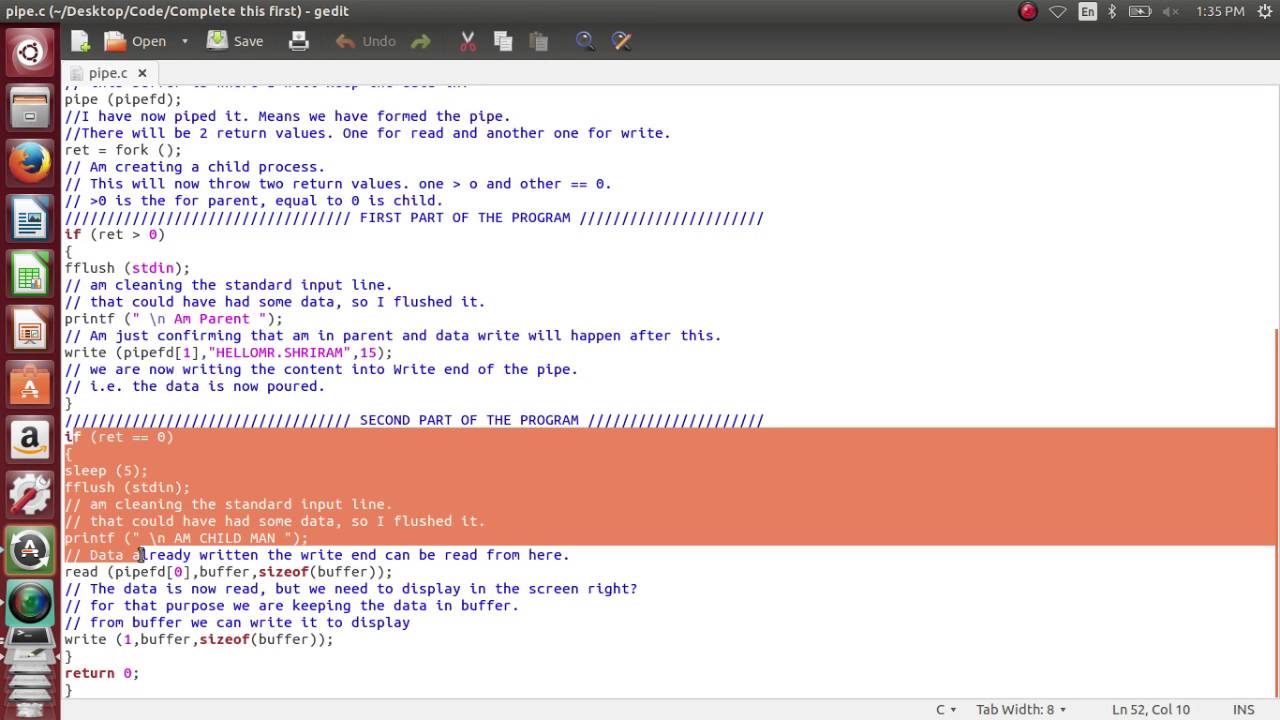 pipe.c (~/Desktop/Code/Complete this first) - gedit
En
1:35 PM
Open
Save
Undo
pipe.c
pipe (pipefd);
//I have now piped it. Means we have formed the pipe.
//There will be 2 return values. One for read and another one for write.
ret = fork ();
// Am creating a child process.
// This will now throw two return values. one > o and other == 0.
// >0 is the for parent, equal to 0 is child.
////////////////////////////////// FIRST PART OF THE PROGRAM //////////////////////
if (ret > 0)
{
fflush (stdin);
// am cleaning the standard input line.
// that could have had some data, so I flushed it.
printf (" \n Am Parent ");
// Am just confirming that am in parent and data write will happen after this.
write (pipefd[1],"HELLOMR.SHRIRAM",15);
// we are now writing the content into Write end of the pipe.
// i.e. the data is now poured.
}
////////////////////////////////// SECOND PART OF THE PROGRAM /////////////////////
if (ret == 0)
{
sleep (5);
fflush (stdin);
// am cleaning the standard input line.
// that could have had some data, so I flushed it.
printf (" \n AM CHILD MAN ");
// Data already written the write end can be read from here.
read (pipefd[0],buffer,sizeof(buffer));
// The data is now read, but we need to display in the screen right?
// for that purpose we are keeping the data in buffer.
// from buffer we can write it to display
write (1,buffer,sizeof(buffer));
}
return 0;
}
C
Tab Width: 8
Ln 52, Col 10
INS